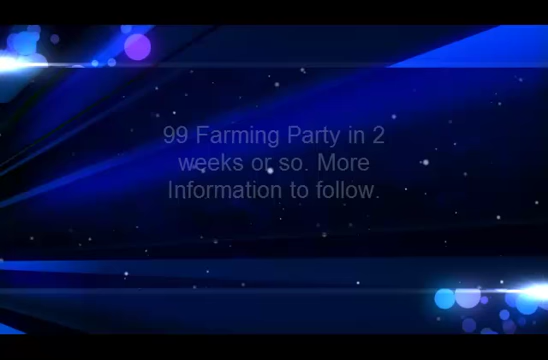 99 Farming Party in 2
weeks or so. More
Information to follow.